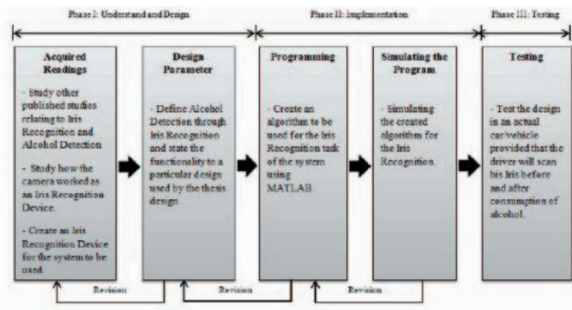 Phase I: Understand and Design
Phase II: Implementation
Phase III: Testing
Acquired
Readings
- Study other
published studies
relating to Iris
Recognition and
Alcohol Detection
- Study how the
camera worked as
an Iris Recognition
Device.
- Create an Iris
Recognition Device
for the system to be
used.
Design
Parameter
- Define Alcohol
Detection through
Iris Recognition
and state the
functionality to a
particular design
used by the thesis
design.
Programming
- Create an
algorithm to be
used for the Iris
Recognition task
of the system
using
MATLAB.
Simulating the
Program
- Simulating
the created
algorithm for
the Iris
Recognition.
Testing
- Test the design
in an actual
car/vehicle
provided that the
driver will scan
his Iris before
and after
consumption of
alcohol.
Revision
Revision
Revision